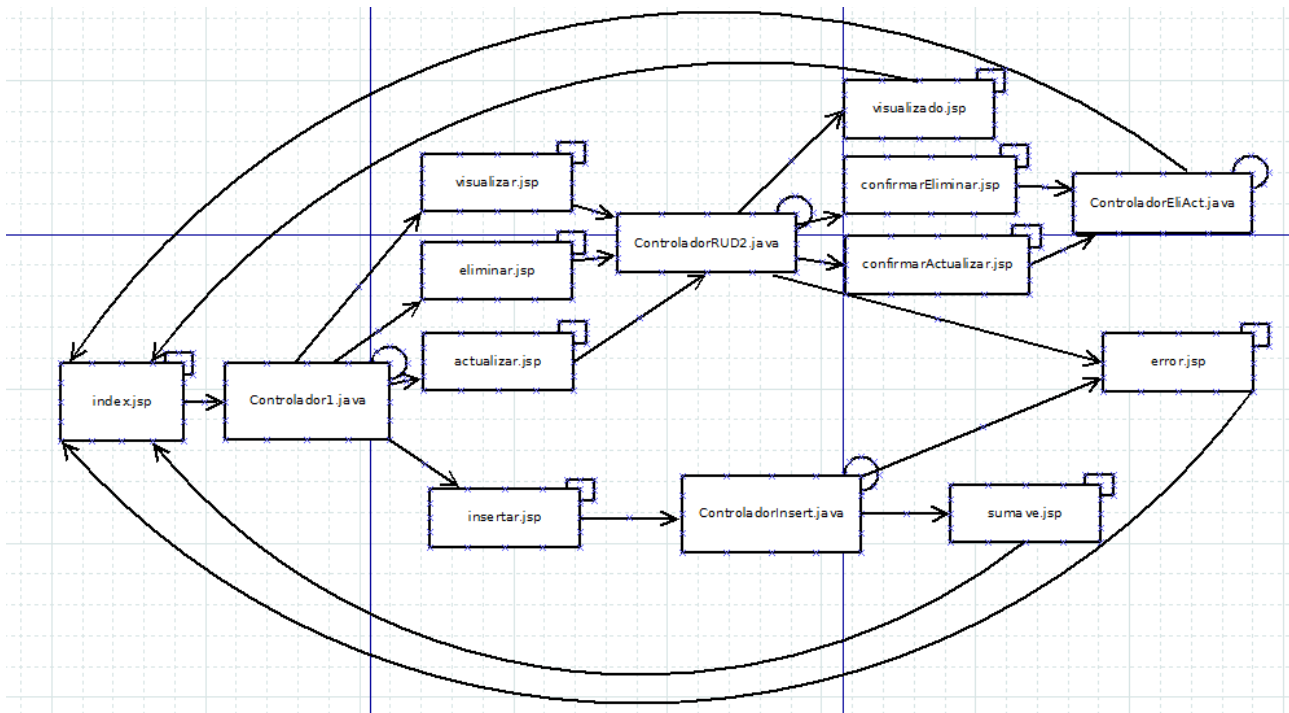 visualizado.jsp
visualizar.jsp
confirmarEliminar.jsp
ControladorEliAct.java
ControladorRUD2.java
eliminar.jsp
confirmarActualizar.jsp
actualizar.jsp
error.jsp
index.jsp
Controlador1.java
insertar.jsp
ControladorInsert.java
sumave.jsp